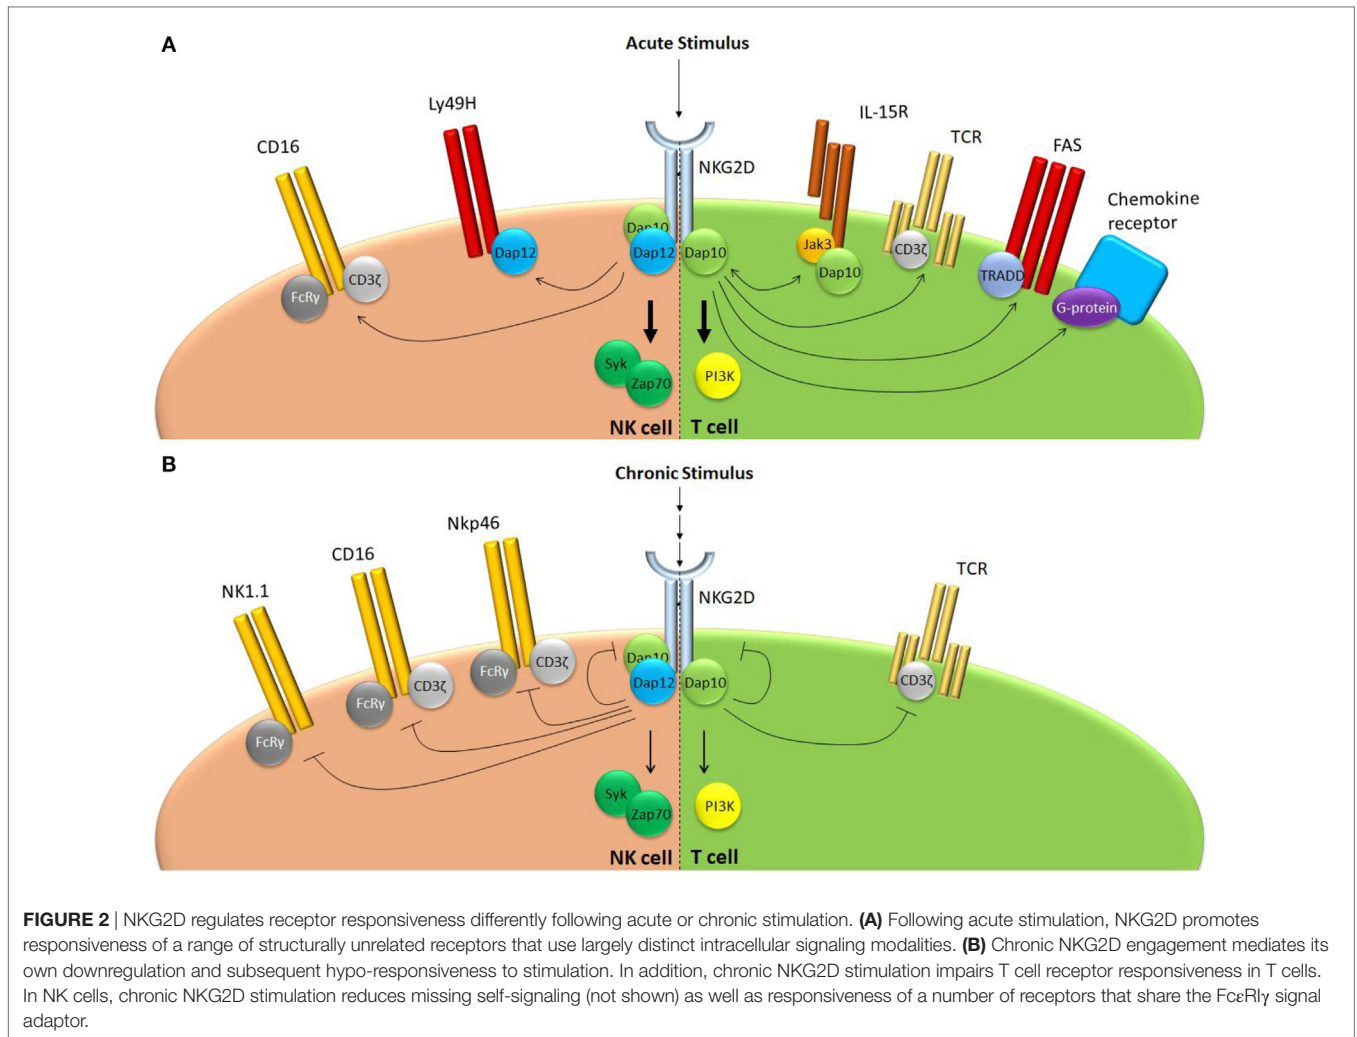 A
Acute Stimulus
Ly49H
CD16
NKG2D
IL-15R
TCR
FAS
Chemokine
receptor
Dap10
Dap12
Dap12
Dap10
Jak3
Dap10
CD3ζ
TRADD
G-protein
FcRγ
CD3ζ
Syk
Zap70
PI3K
NK cell
T cell
B
Chronic Stimulus
Nkp46
CD16
NK1.1
NKG2D
TCR
Dap10
Dap12
Dap10
CD3ζ
FcRγ
CD3ζ
FcRγ
CD3ζ
FcRγ
Syk
Zap70
PI3K
NK cell
T cell
FIGURE 2 | NKG2D regulates receptor responsiveness differently following acute or chronic stimulation. (A) Following acute stimulation, NKG2D promotes
responsiveness of a range of structurally unrelated receptors that use largely distinct intracellular signaling modalities. (B) Chronic NKG2D engagement mediates its
own downregulation and subsequent hypo-responsiveness to stimulation. In addition, chronic NKG2D stimulation impairs T cell receptor responsiveness in T cells.
In NK cells, chronic NKG2D stimulation reduces missing self-signaling (not shown) as well as responsiveness of a number of receptors that share the FcεRIγ signal
adaptor.